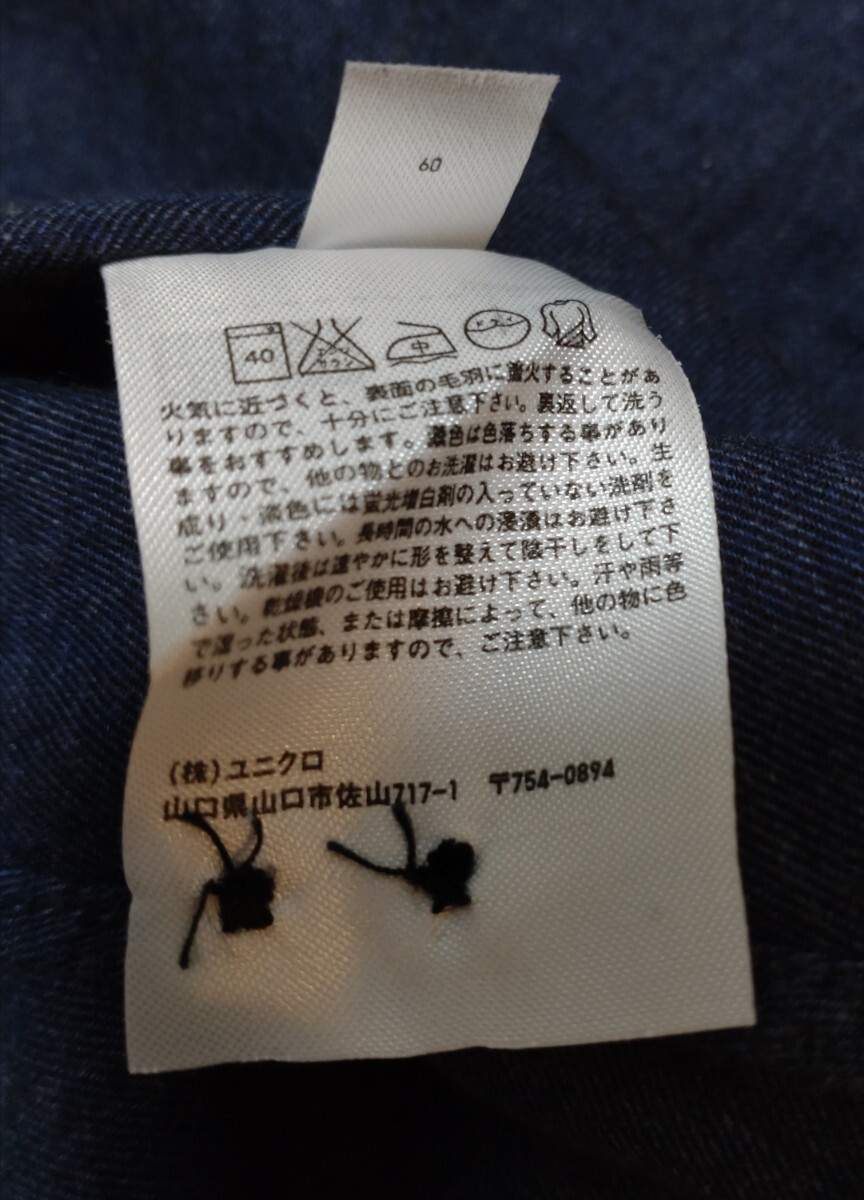 60
40 エンソサラシ 中 ドライ
火気に近づくと、表面の毛羽に着火することがあ
りますので、十分にご注意下さい。裏返して洗う
事をおすすめします。濃色は色落ちする事があり
ますので、他の物とのお洗濯はお避け下さい。生
成り・淡色には蛍光増白剤の入っていない洗剤を
ご使用下さい。長時間の水への浸漬はお避け下さ
い。洗濯後は速やかに形を整えて陰干しをして下
さい。乾燥機のご使用はお避け下さい。汗や雨等
で湿った状態、または摩擦によって、他の物に色
移りする事がありますので、ご注意下さい。
(株)ユニクロ
山口県山口市佐山717-1 〒754-0894